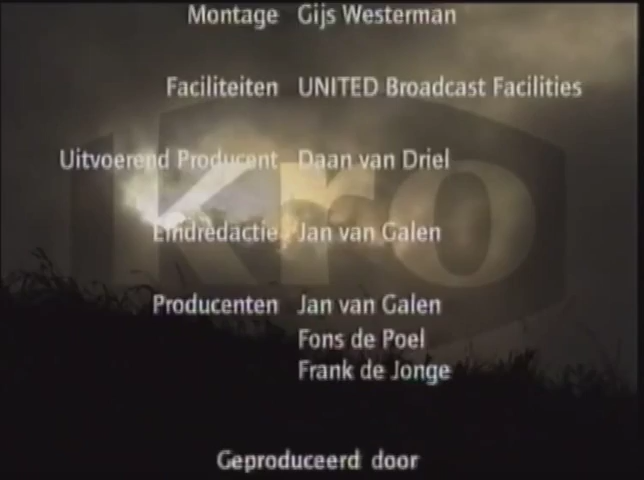 Montage Gijs Westerman
Faciliteiten UNITED Broadcast Facilities
Uitvoerend Producent Daan van Driel
Eindredactie Jan van Galen
Producenten Jan van Galen
Fons de Poel
Frank de Jonge
Geproduceerd door
kro